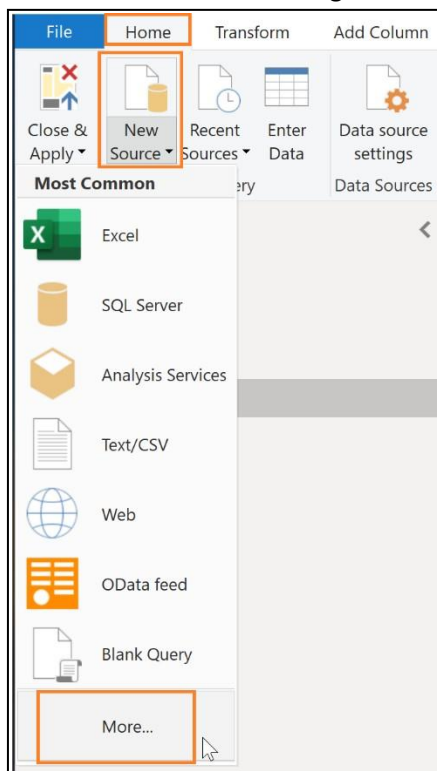 File Home Transform Add Column
Close & New Recent Enter Data source
Apply Source Sources Data settings
Most Common ery Data Sources
X Excel
SQL Server
Analysis Services
Text/CSV
Web
OData feed
Blank Query
More...